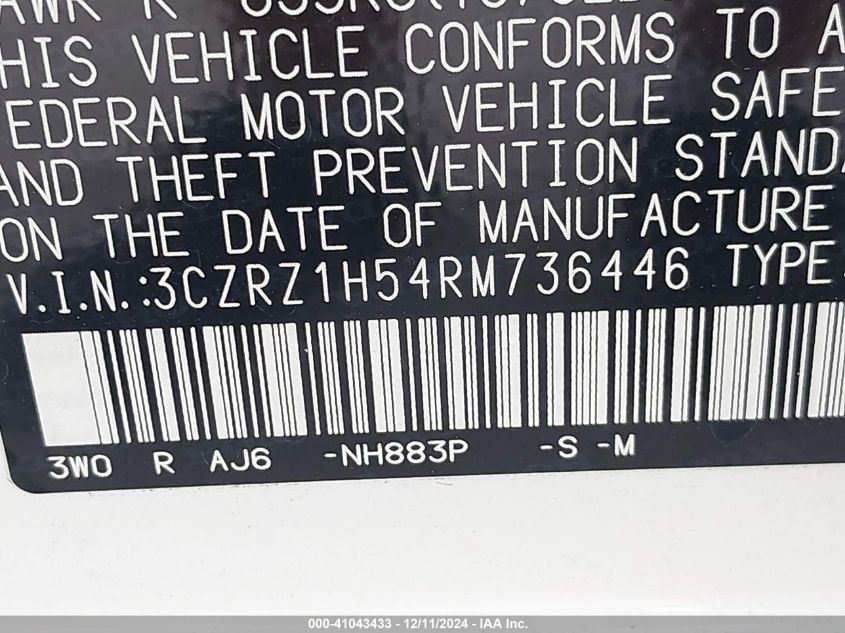 HIS VEHICLE CONFORMS TO A
EDERAL MOTOR VEHICLE SAFE
AND THEFT PREVENTION STANDA
ON THE DATE OF MANUFACTURE
V.I.N.:3CZRZ1H54RM736446 TYPE
3WO R AJ6 -NH883P -S -M
000-41043433 - 12/11/2024 - IAA Inc.